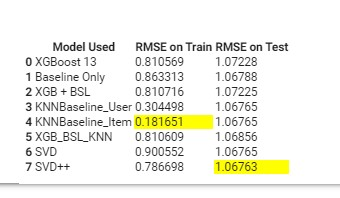 Model Used RMSE on Train RMSE on Test
0 XGBoost 13 0.810569 1.07228
1 Baseline Only 0.863313 1.06788
2 XGB + BSL 0.810716 1.07225
3 KNNBaseline_User 0.304498 1.06765
4 KNNBaseline_Item 0.181651 1.06765
5 XGB_BSL_KNN 0.810609 1.06856
6 SVD 0.900552 1.06765
7 SVD++ 0.786698 1.06763